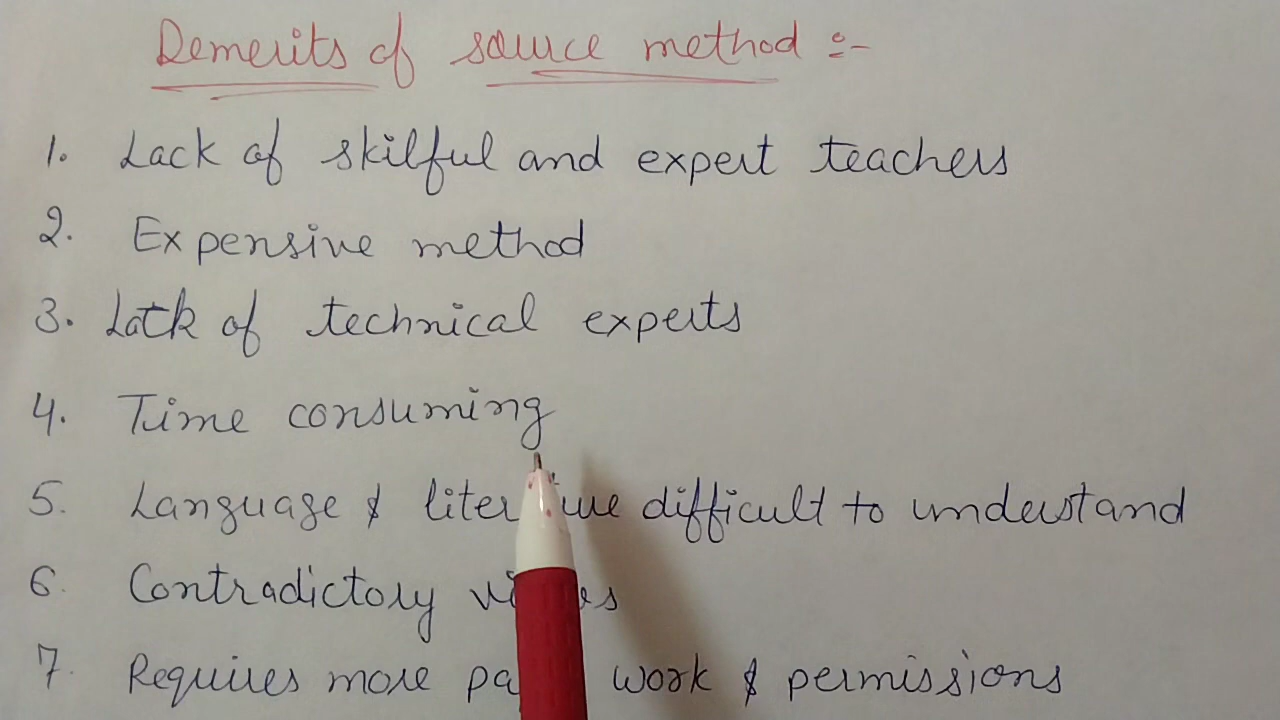 Demerits of source method :-
1. Lack of skilful and expert teachers
2. Expensive method
3. Lack of technical experts
4. Time consuming
5. Language & difficult to understand
6. Contradictory
7. Requires more work & permissions